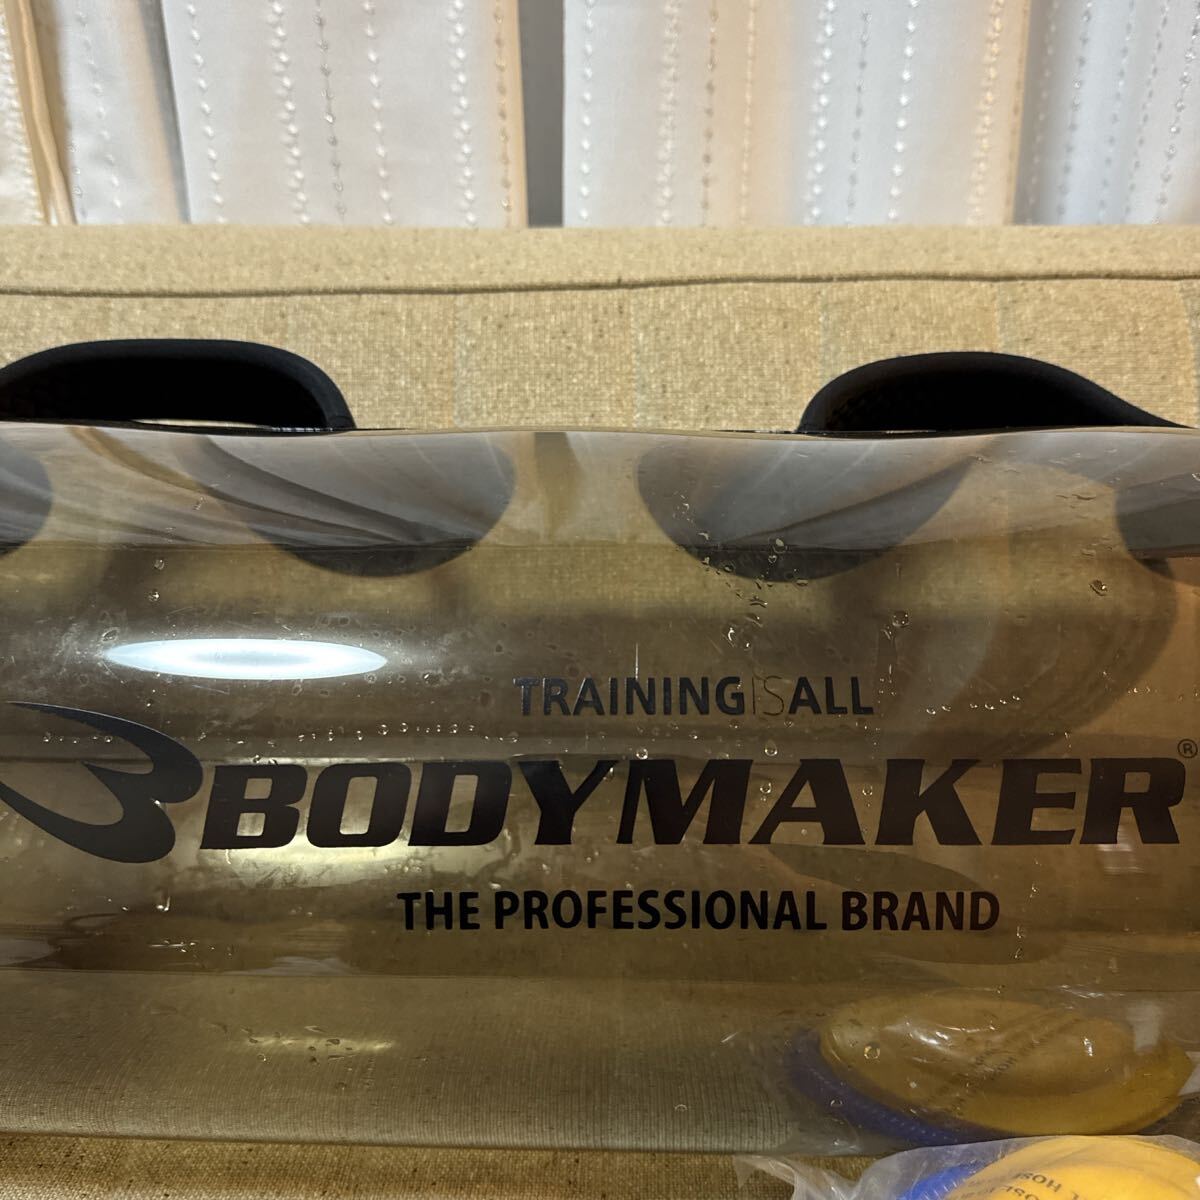 TRAINING IS ALL
BODYMAKER®
THE PROFESSIONAL BRAND